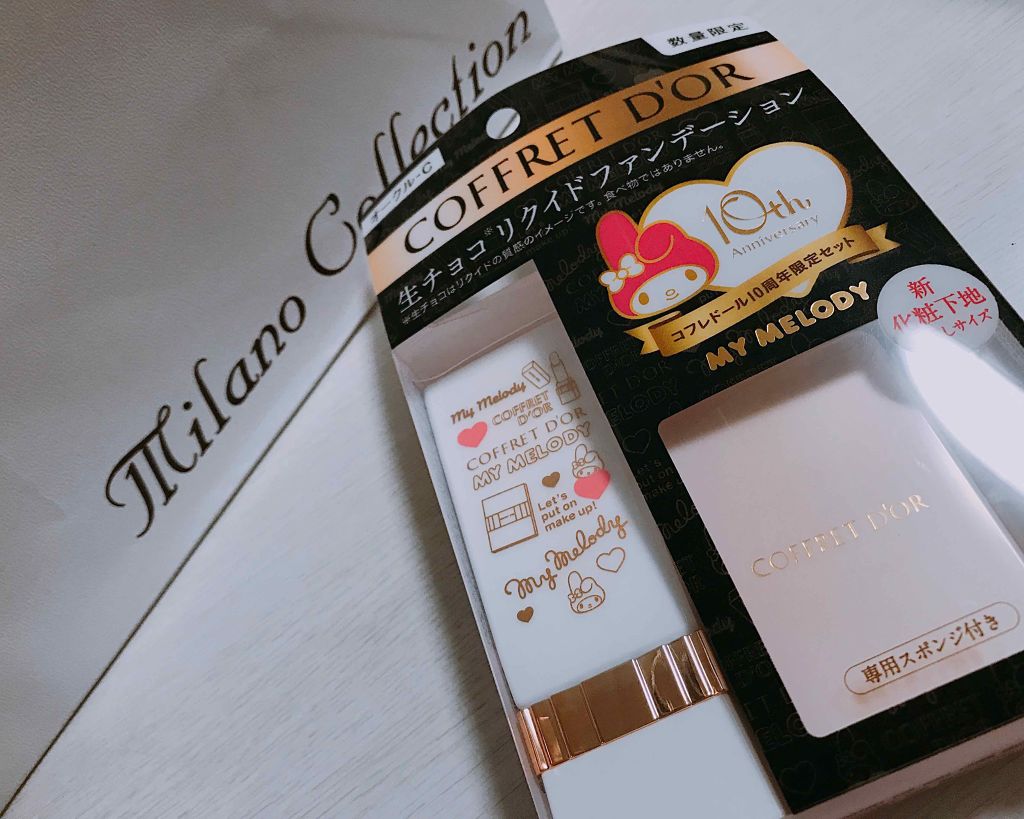 Milano Collection
数量限定
オークル-C
COFFRET D'OR
生チョコ※リクイドファンデーション
※生チョコはリクイドの質感のイメージです。食べ物ではありません。
10th
Anniversary
コフレドール10周年限定セット
MY MELODY
新
化粧下地
しサイズ
My Melody
COFFRET
D'OR
COFFRET D'OR
MY MELODY
Let's
put on
make up!
My Melody
COFFRET D'OR
専用スポンジ付き